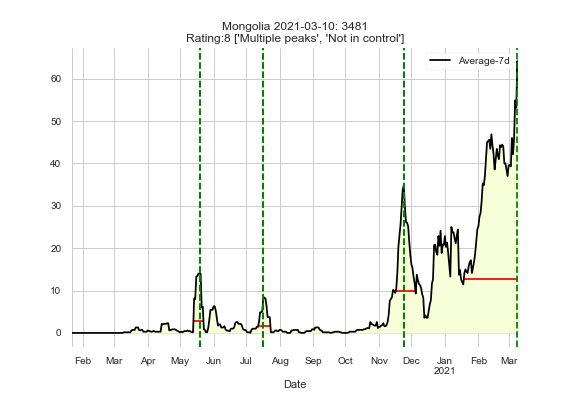 Mongolia 2021-03-10: 3481
Rating:8 ['Multiple peaks', 'Not in control']
Average-7d
60
50
40
30
20
10
0
Feb Mar Apr May Jun Jul Aug Sep Oct Nov Dec Jan Feb Mar
2021
Date